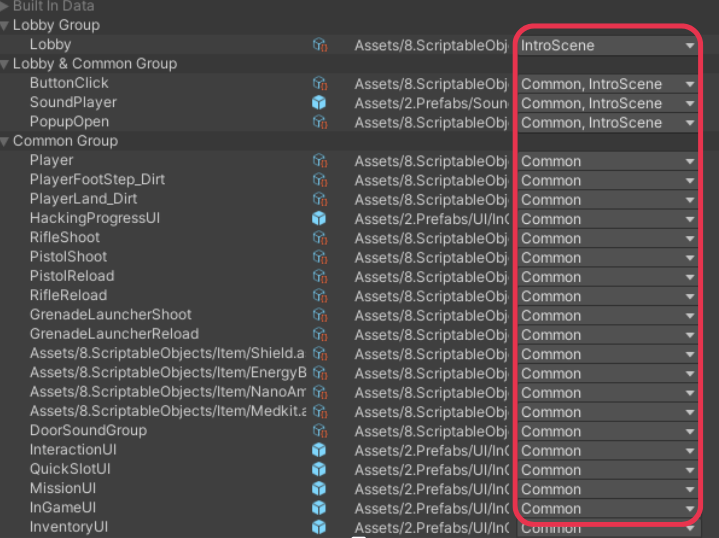 Built In Data
Lobby Group
Lobby Assets/8.ScriptableObj IntroScene
Lobby & Common Group
ButtonClick Assets/8.ScriptableObj Common, IntroScene
SoundPlayer Assets/2.Prefabs/Soun Common, IntroScene
PopupOpen Assets/8.ScriptableObj Common, IntroScene
Common Group
Player Assets/8.ScriptableObj Common
PlayerFootStep_Dirt Assets/8.ScriptableObj Common
PlayerLand_Dirt Assets/8.ScriptableObj Common
HackingProgressUI Assets/2.Prefabs/UI/InG Common
RifleShoot Assets/8.ScriptableObj Common
PistolShoot Assets/8.ScriptableObj Common
PistolReload Assets/8.ScriptableObj Common
RifleReload Assets/8.ScriptableObj Common
GrenadeLauncherShoot Assets/8.ScriptableObj Common
GrenadeLauncherReload Assets/8.ScriptableObj Common
Assets/8.ScriptableObjects/Item/Shield.a Assets/8.ScriptableObj Common
Assets/8.ScriptableObjects/Item/EnergyB Assets/8.ScriptableObj Common
Assets/8.ScriptableObjects/Item/NanoAm Assets/8.ScriptableObj Common
Assets/8.ScriptableObjects/Item/Medkit.a Assets/8.ScriptableObj Common
DoorSoundGroup Assets/8.ScriptableObj Common
InteractionUI Assets/2.Prefabs/UI/InG Common
QuickSlotUI Assets/2.Prefabs/UI/InG Common
MissionUI Assets/2.Prefabs/UI/InG Common
InGameUI Assets/2.Prefabs/UI/InG Common
InventoryUI Assets/2.Prefabs/UI/InG Common